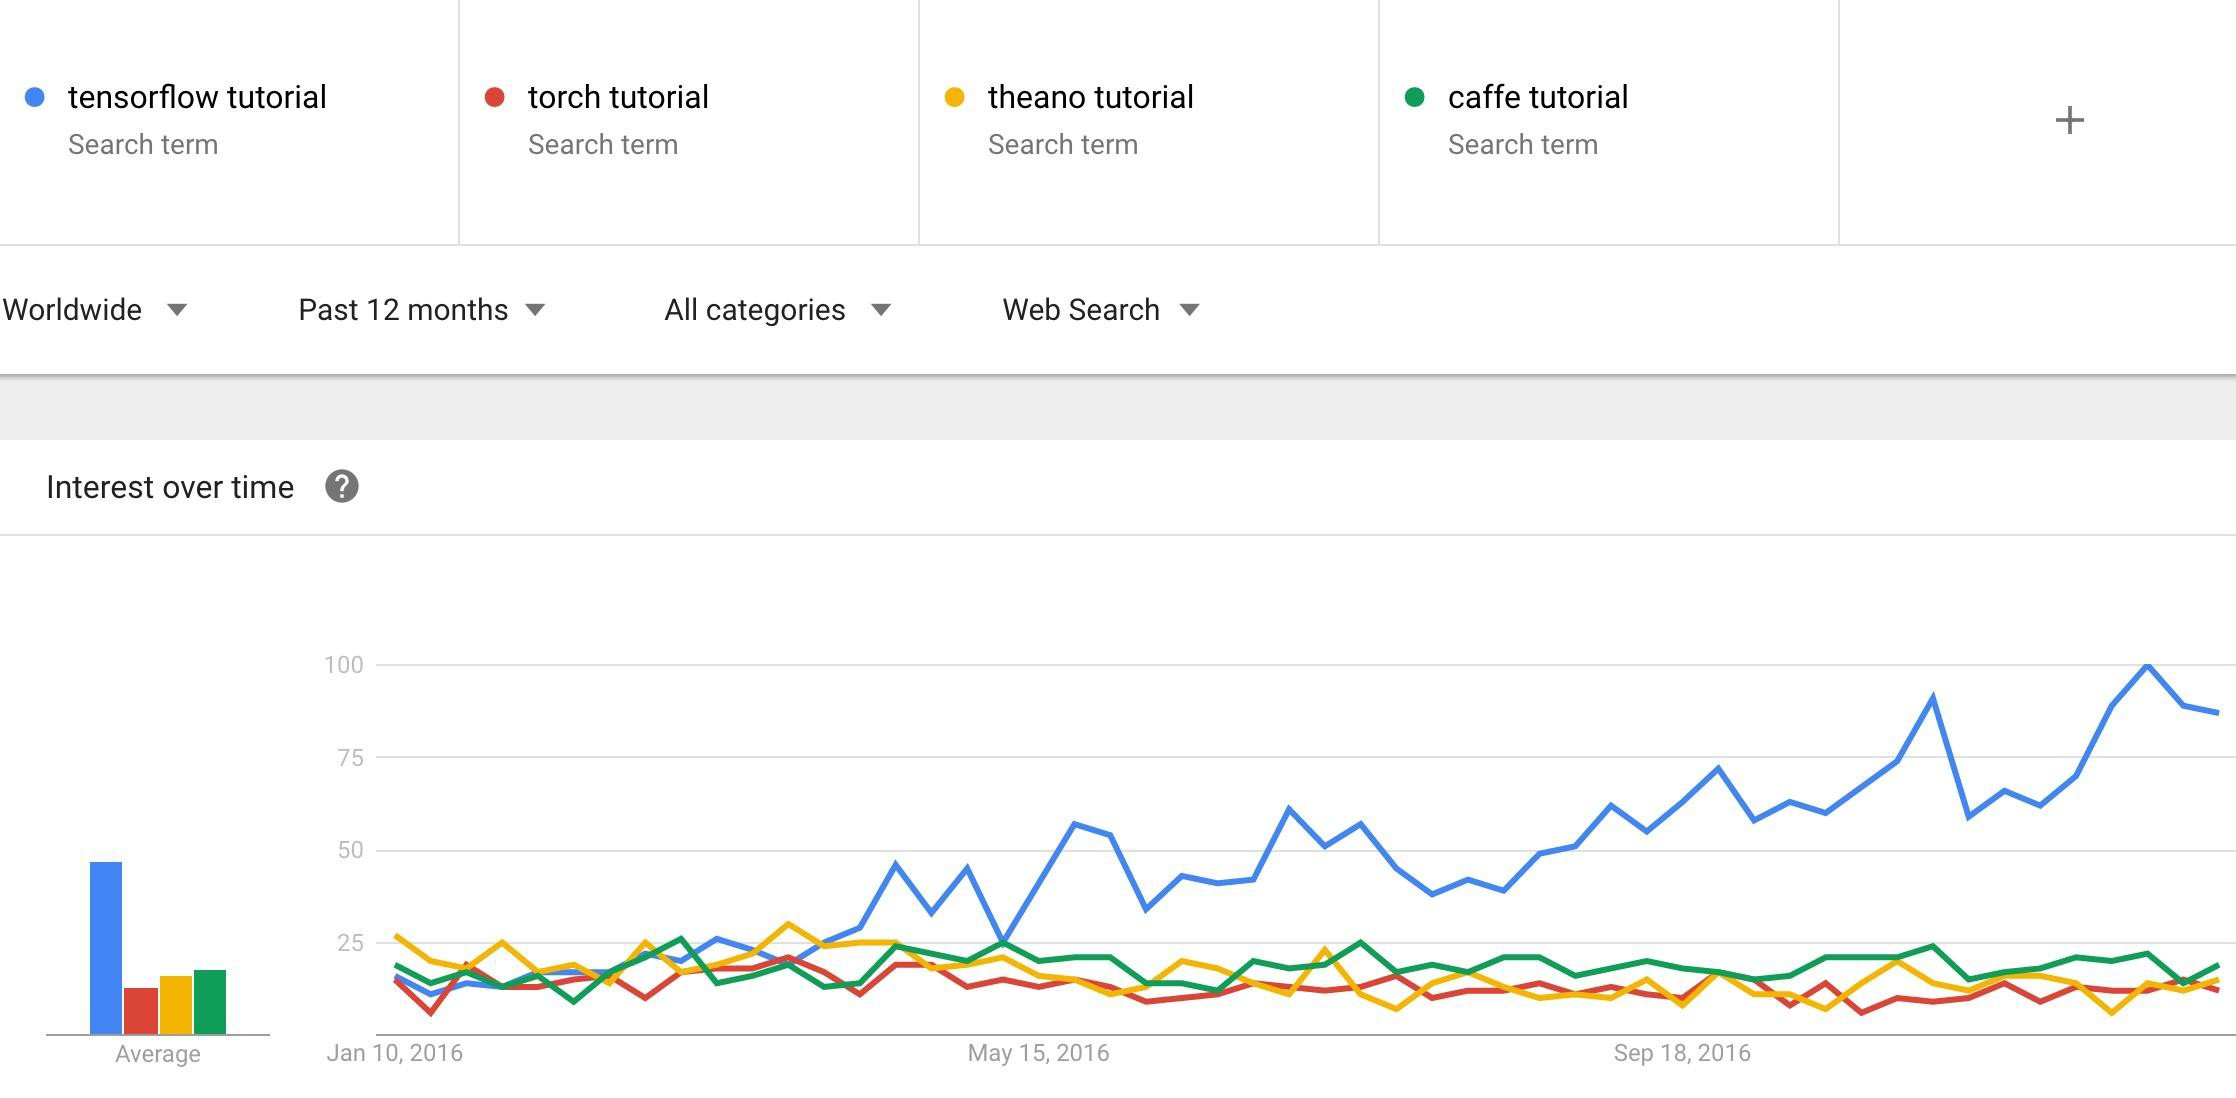 tensorflow tutorial
Search term
torch tutorial
Search term
theano tutorial
Search term
caffe tutorial
Search term
+
Worldwide
Past 12 months
All categories
Web Search
Interest over time
?
100
75
50
25
Average
Jan 10, 2016
May 15, 2016
Sep 18, 2016